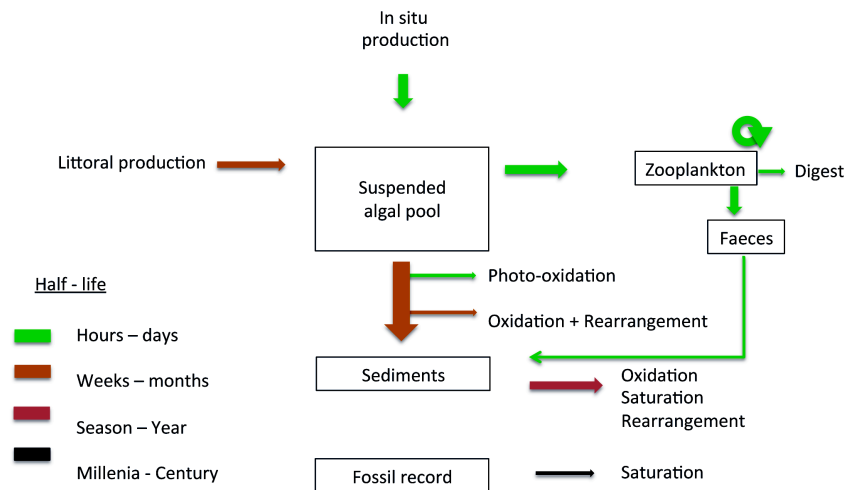 In situ
production
Littoral production
Suspended
algal pool
Zooplankton
Digest
Faeces
Photo-oxidation
Oxidation + Rearrangement
Half - life
Hours – days
Weeks – months
Season – Year
Millenia - Century
Sediments
Oxidation
Saturation
Rearrangement
Fossil record
Saturation